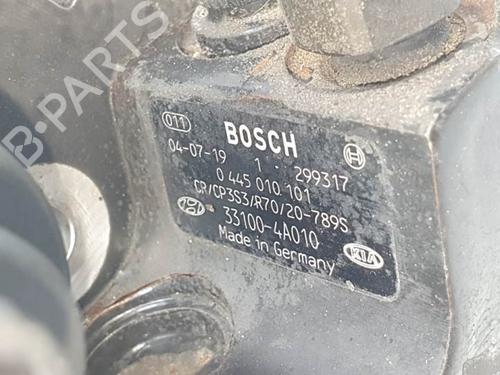 011
BOSCH
04-07-19 1 299317
0 445 010 101
CR/CP3S3/R70/20-789S
33100-4A010
Made in Germany
KIA
B-PARTS